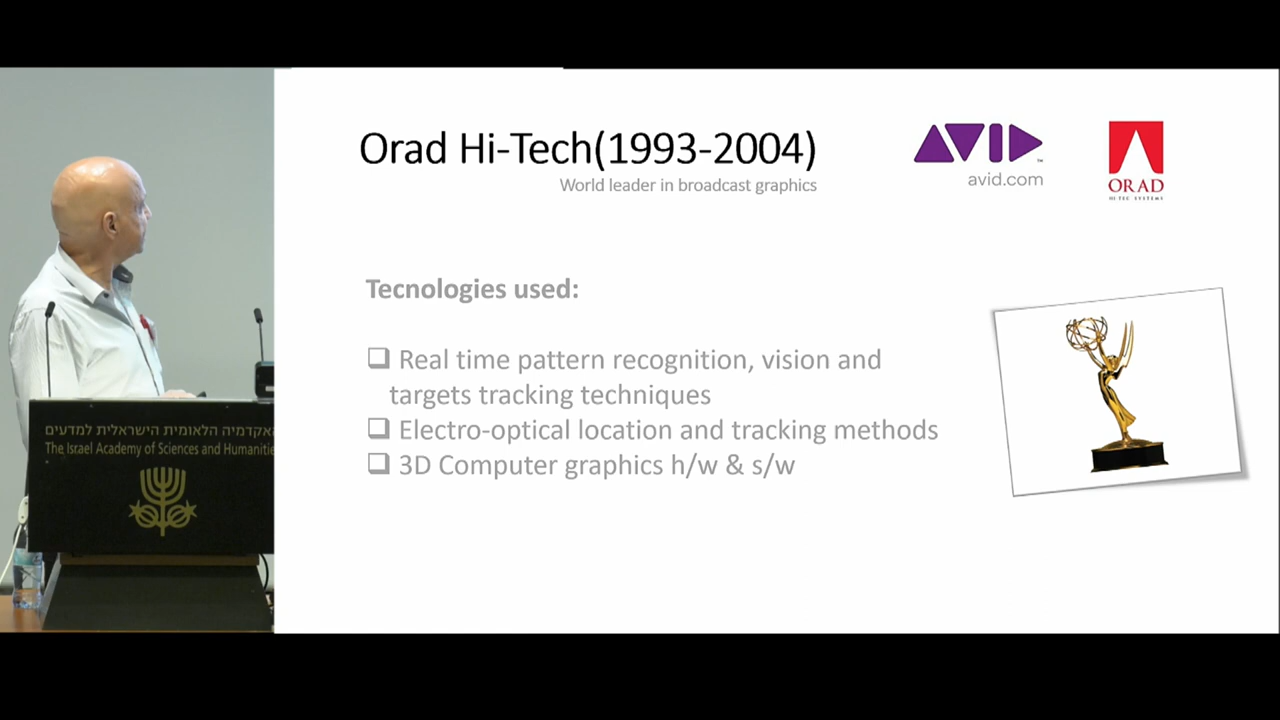 Orad Hi-Tech(1993-2004)
World leader in broadcast graphics
AVID
™
avid.com
ORAD
HI-TEC SYSTEMS
Tecnologies used:
Real time pattern recognition, vision and
targets tracking techniques
Electro-optical location and tracking methods
3D Computer graphics h/w & s/w
האקדמיה הלאומית הישראלית למדעים
The Israel Academy of Sciences and Humanitie